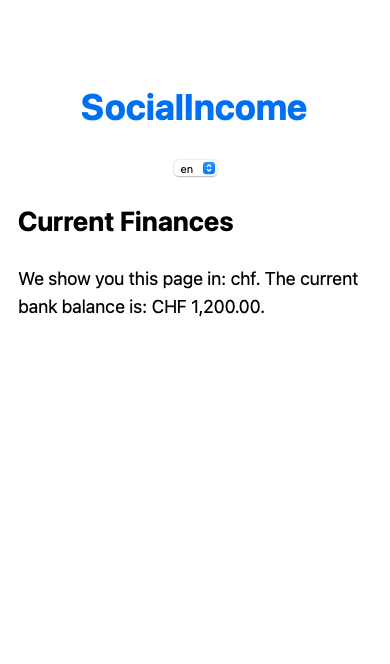 SocialIncome
en
Current Finances
We show you this page in: chf. The current
bank balance is: CHF 1,200.00.